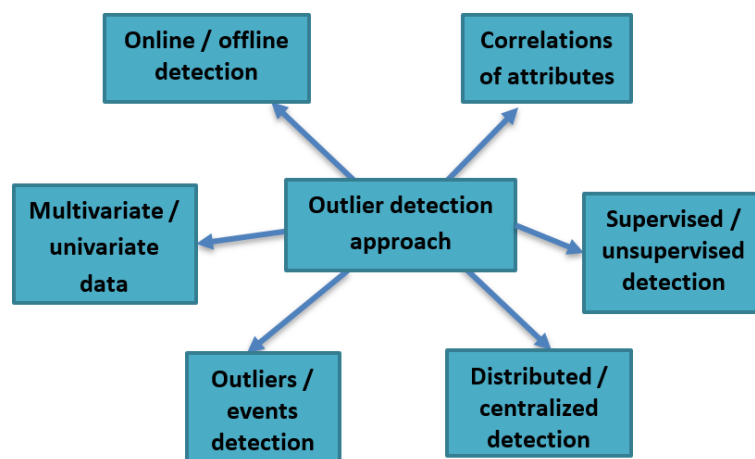 Online / offline
detection
Correlations
of attributes
Multivariate /
univariate
data
Outlier detection
approach
Supervised /
unsupervised
detection
Outliers /
events
detection
Distributed /
centralized
detection